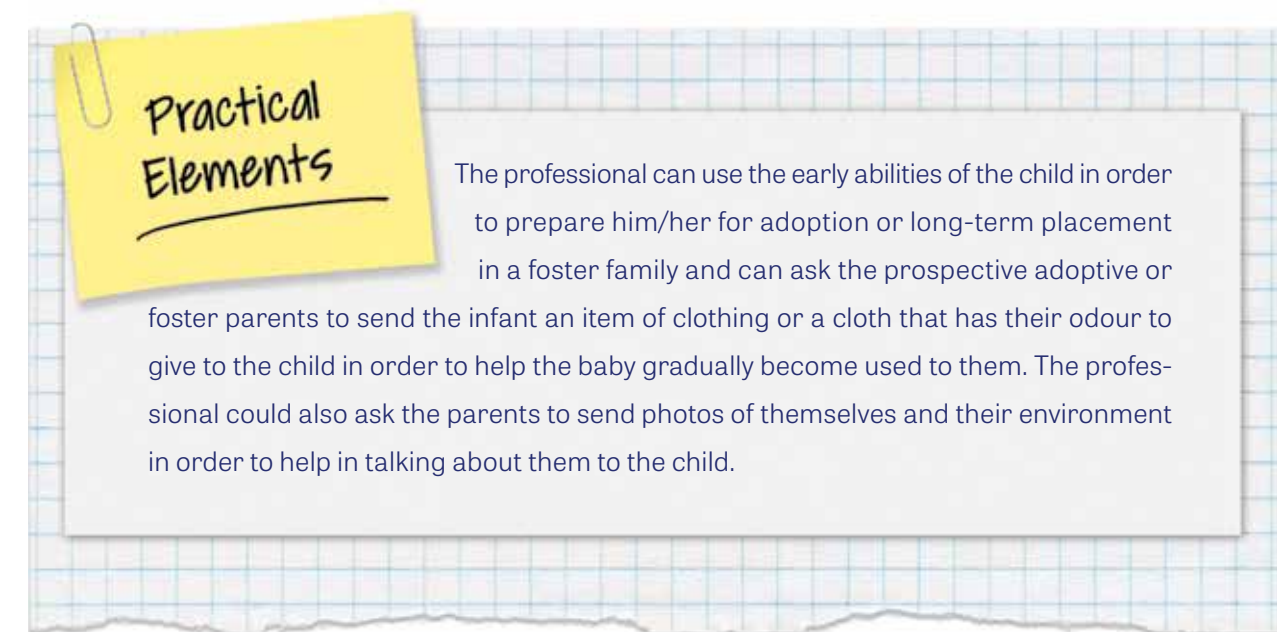 Practical
Elements
The professional can use the early abilities of the child in order
to prepare him/her for adoption or long-term placement
in a foster family and can ask the prospective adoptive or
foster parents to send the infant an item of clothing or a cloth that has their odour to
give to the child in order to help the baby gradually become used to them. The profes-
sional could also ask the parents to send photos of themselves and their environment
in order to help in talking about them to the child.